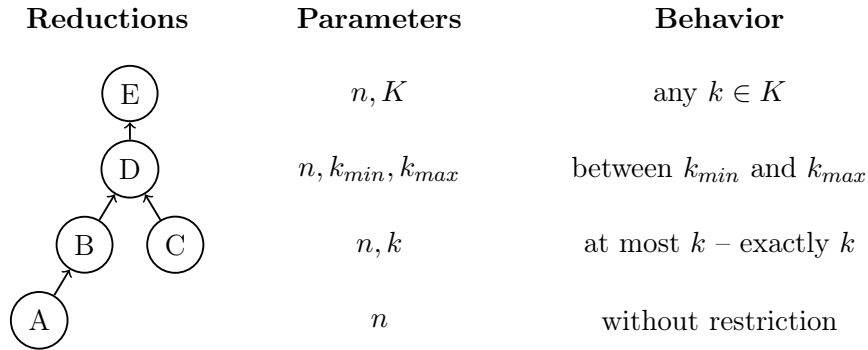 Reductions Parameters Behavior
E n, K any k ∈ K
D n, k_min, k_max between k_min and k_max
B C n, k at most k – exactly k
A n without restriction